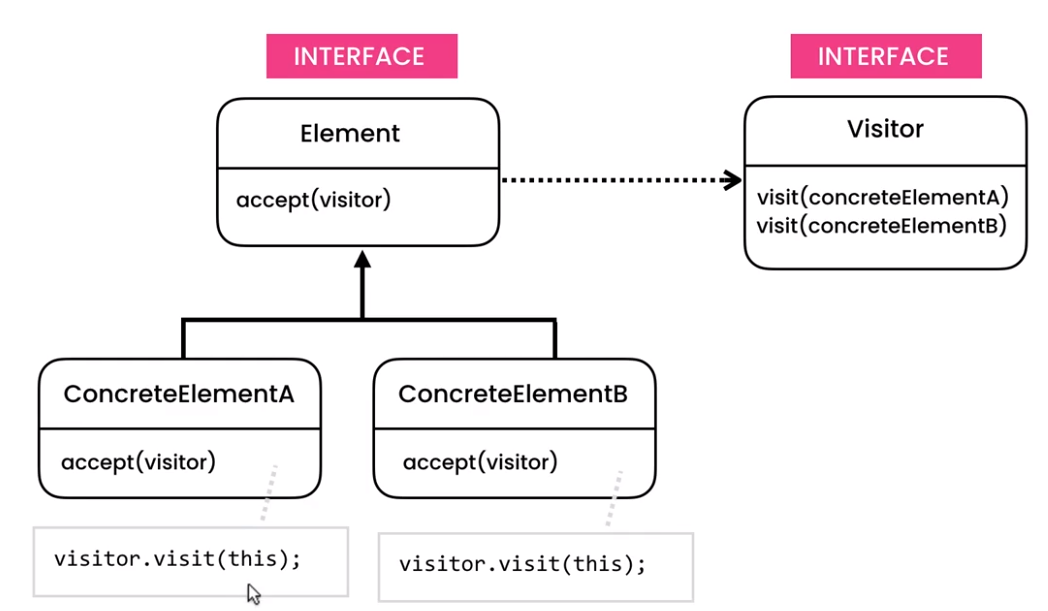 INTERFACE
INTERFACE
Element
accept(visitor)
Visitor
visit(concreteElementA)
visit(concreteElementB)
ConcreteElementA
accept(visitor)
ConcreteElementB
accept(visitor)
visitor.visit(this);
visitor.visit(this);